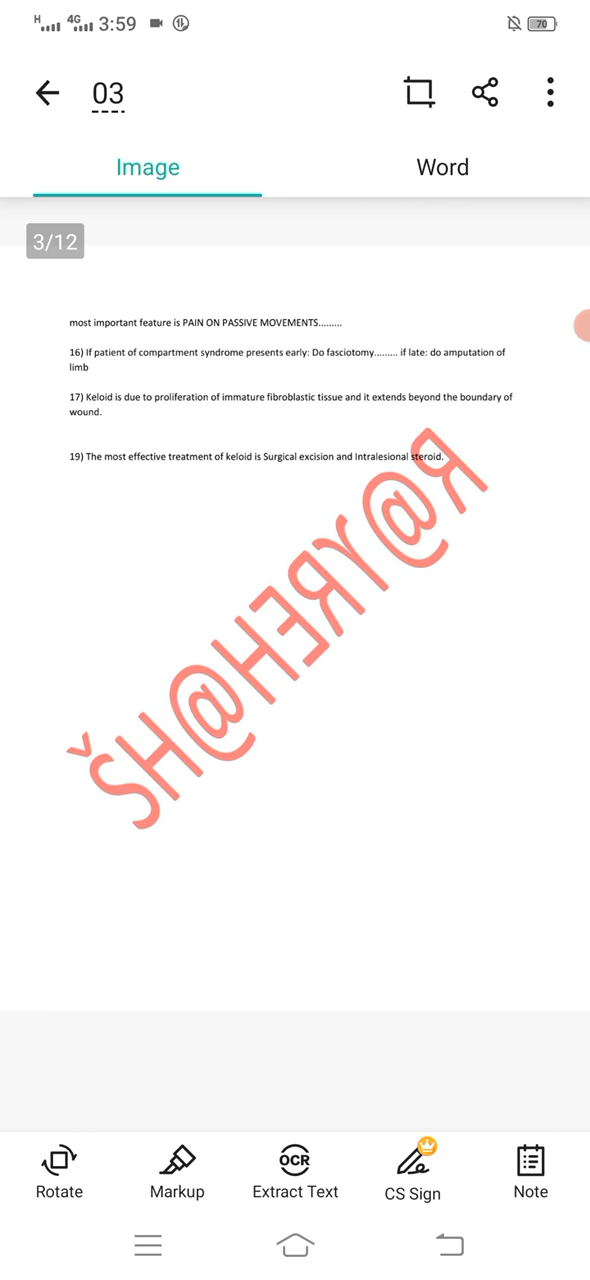 H 4G 3:59 70
03
Image Word
3/12
most important feature is PAIN ON PASSIVE MOVEMENTS.........
16) If patient of compartment syndrome presents early: Do fasciotomy......... if late: do amputation of
limb
17) Keloid is due to proliferation of immature fibroblastic tissue and it extends beyond the boundary of
wound.
19) The most effective treatment of keloid is Surgical excision and Intralesional steroid.
ŠH@HEЯY@Я
OCR
Rotate Markup Extract Text CS Sign Note